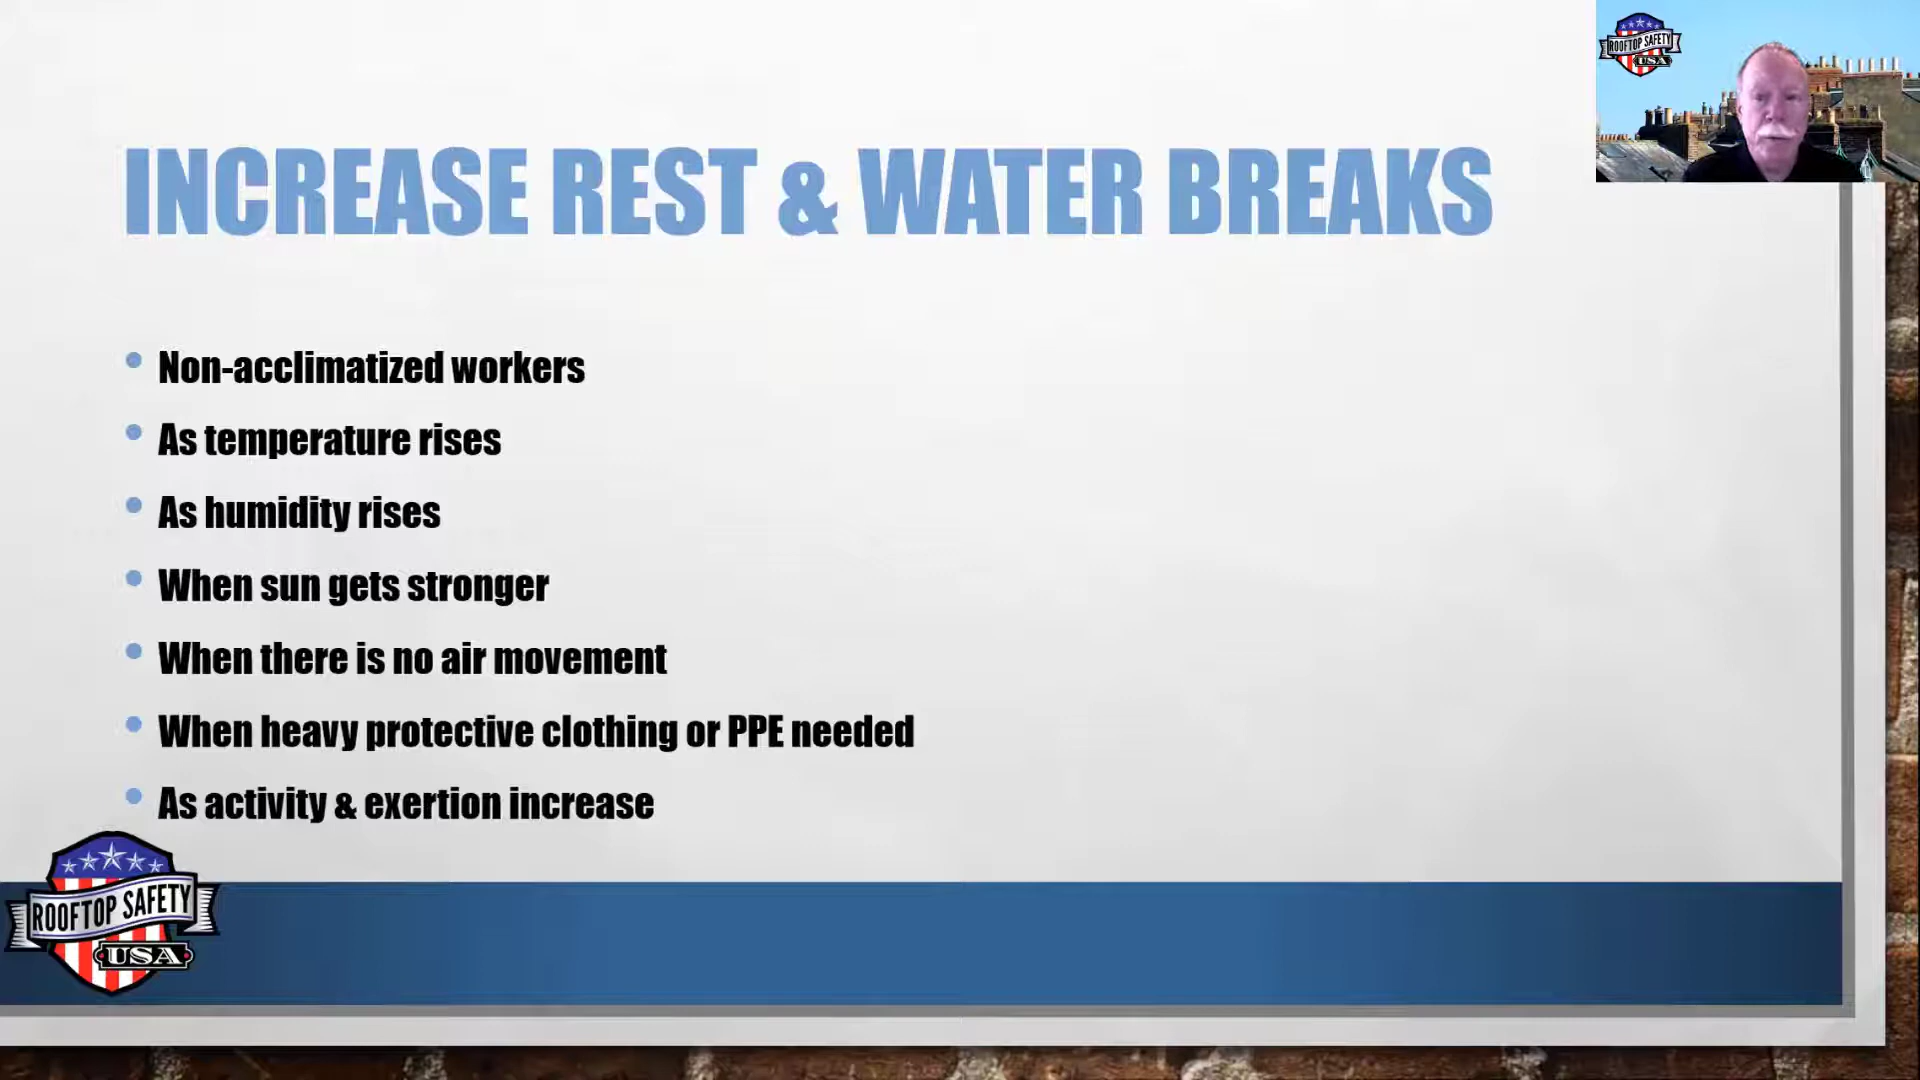 ROOFTOP SAFETY
USA
INCREASE REST & WATER BREAKS
Non-acclimatized workers
As temperature rises
As humidity rises
When sun gets stronger
When there is no air movement
When heavy protective clothing or PPE needed
As activity & exertion increase
ROOFTOP SAFETY
USA